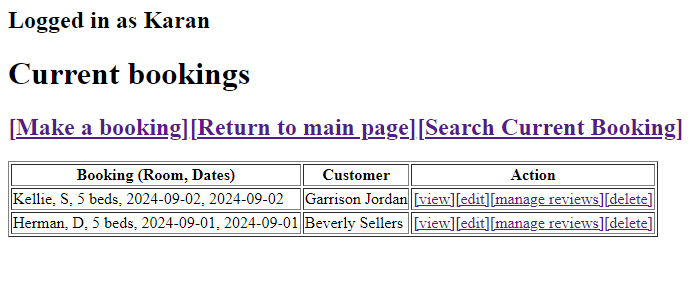 Logged in as Karan
Current bookings
[Make a booking][Return to main page][Search Current Booking]
Booking (Room, Dates) Customer Action
Kellie, S, 5 beds, 2024-09-02, 2024-09-02 Garrison Jordan [view][edit][manage reviews][delete]
Herman, D, 5 beds, 2024-09-01, 2024-09-01 Beverly Sellers [view][edit][manage reviews][delete]